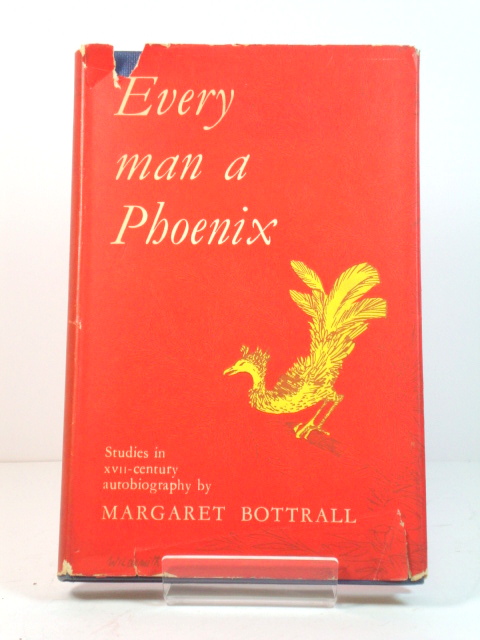 Every
man a
Phoenix
Studies in
XVII-century
autobiography by
MARGARET BOTTRALL